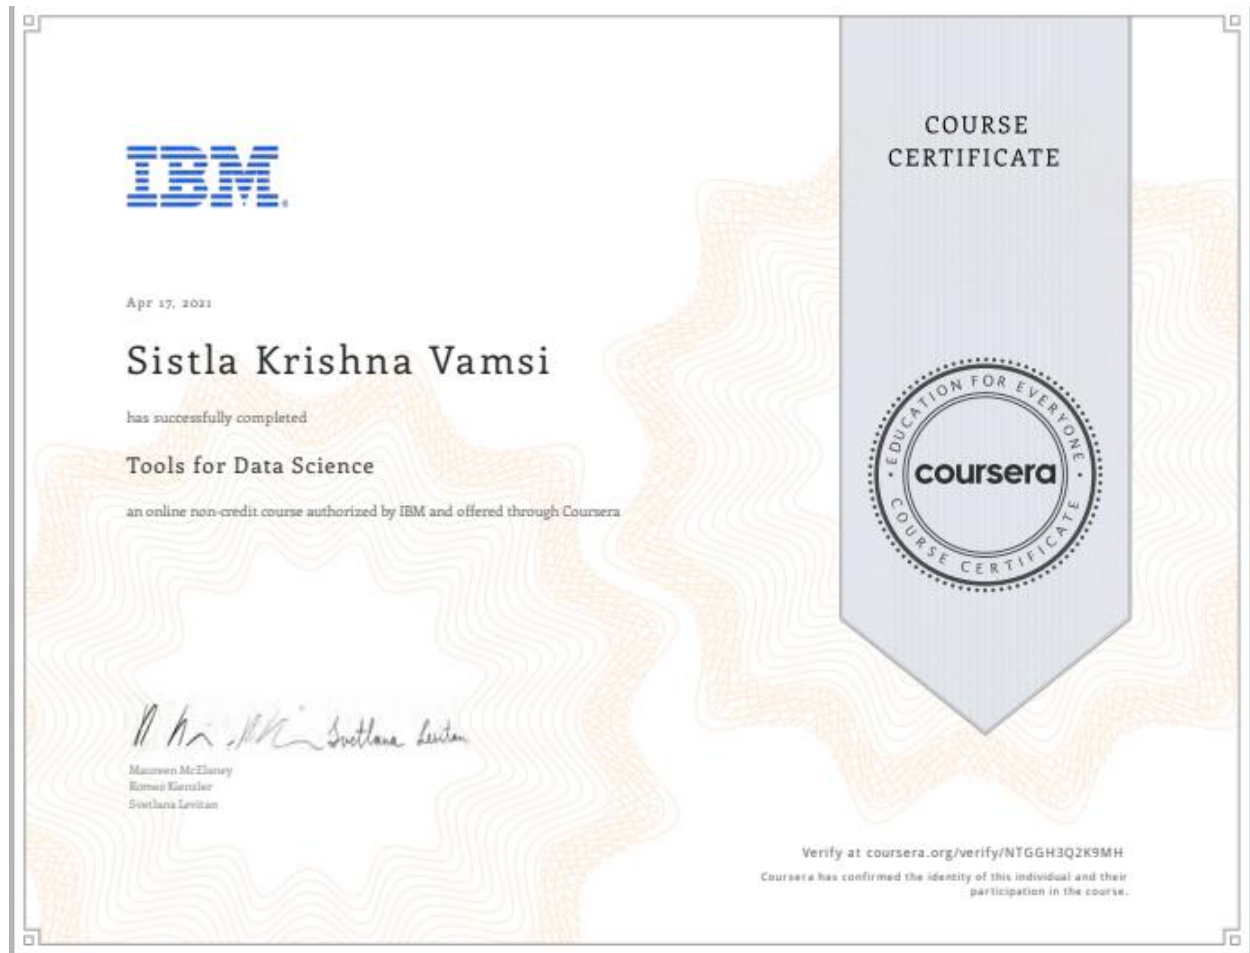 IBM®
COURSE
CERTIFICATE
Apr 17, 2021
Sistla Krishna Vamsi
has successfully completed
Tools for Data Science
an online non-credit course authorized by IBM and offered through Coursera
EDUCATION FOR EVERYONE
coursera
COURSE CERTIFICATE
Svetlana Levitan
Maureen McElaney
Romeo Kienzler
Svetlana Levitan
Verify at coursera.org/verify/NTGGH3Q2K9MH
Coursera has confirmed the identity of this individual and their
participation in the course.